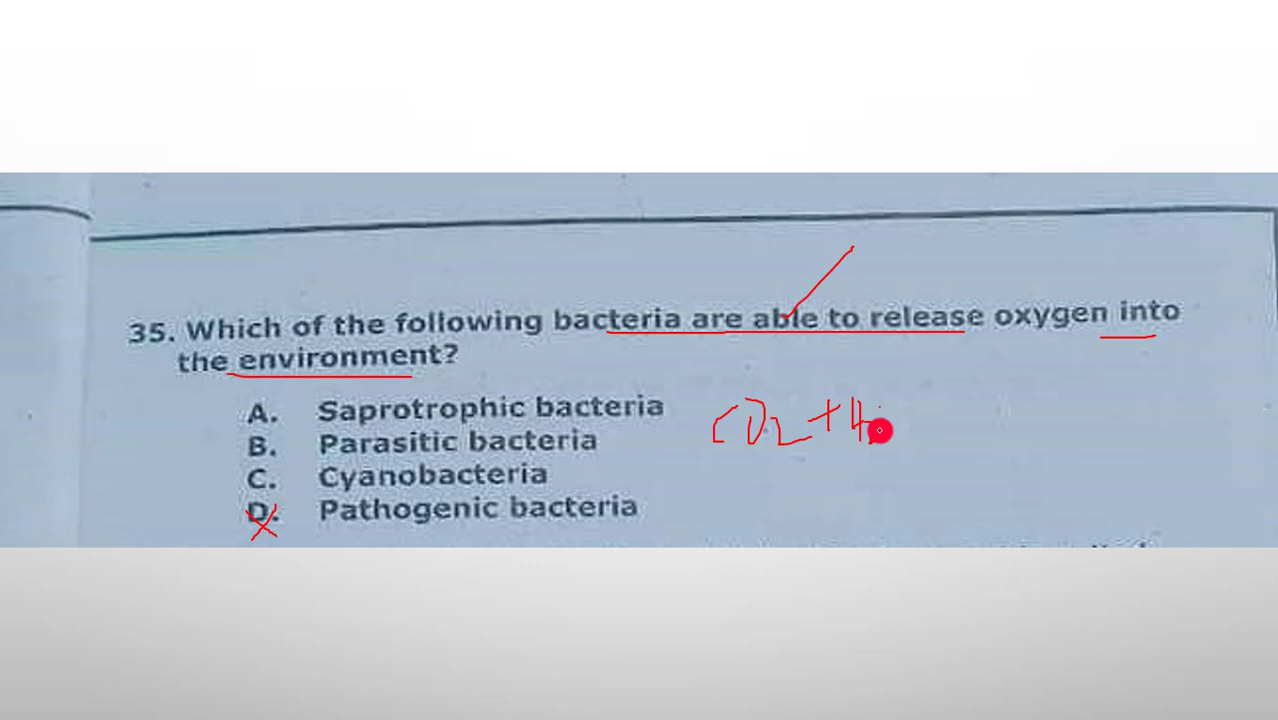 35. Which of the following bacteria are able to release oxygen into
the environment?
A. Saprotrophic bacteria
B. Parasitic bacteria
C. Cyanobacteria
D. Pathogenic bacteria
CO2 + H